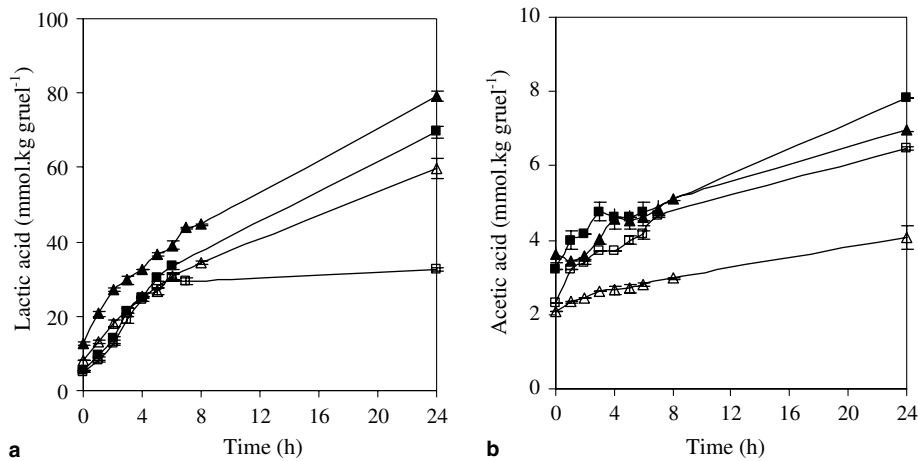 100
80
60
40
20
0
Lactic acid (mmol.kg gruel⁻¹)
0 4 8 12 16 20 24
Time (h)
a
10
8
6
4
2
0
Acetic acid (mmol.kg gruel⁻¹)
0 4 8 12 16 20 24
Time (h)
b